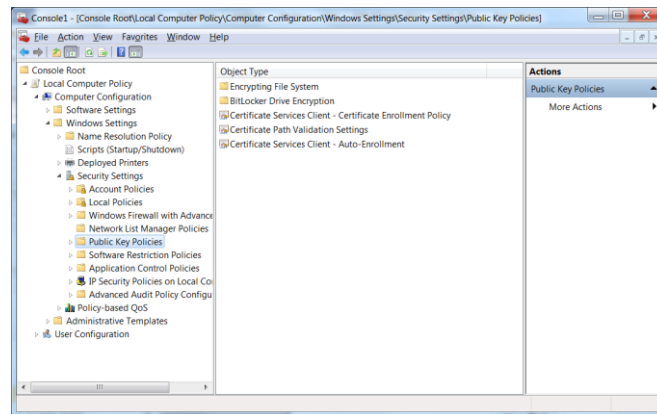 Console1 - [Console Root\Local Computer Policy\Computer Configuration\Windows Settings\Security Settings\Public Key Policies]
File Action View Favorites Window Help
Console Root
Local Computer Policy
Computer Configuration
Software Settings
Windows Settings
Name Resolution Policy
Scripts (Startup/Shutdown)
Deployed Printers
Security Settings
Account Policies
Local Policies
Windows Firewall with Advance
Network List Manager Policies
Public Key Policies
Software Restriction Policies
Application Control Policies
IP Security Policies on Local Co
Advanced Audit Policy Configu
Policy-based QoS
Administrative Templates
User Configuration
Object Type
Encrypting File System
BitLocker Drive Encryption
Certificate Services Client - Certificate Enrollment Policy
Certificate Path Validation Settings
Certificate Services Client - Auto-Enrollment
Actions
Public Key Policies
More Actions